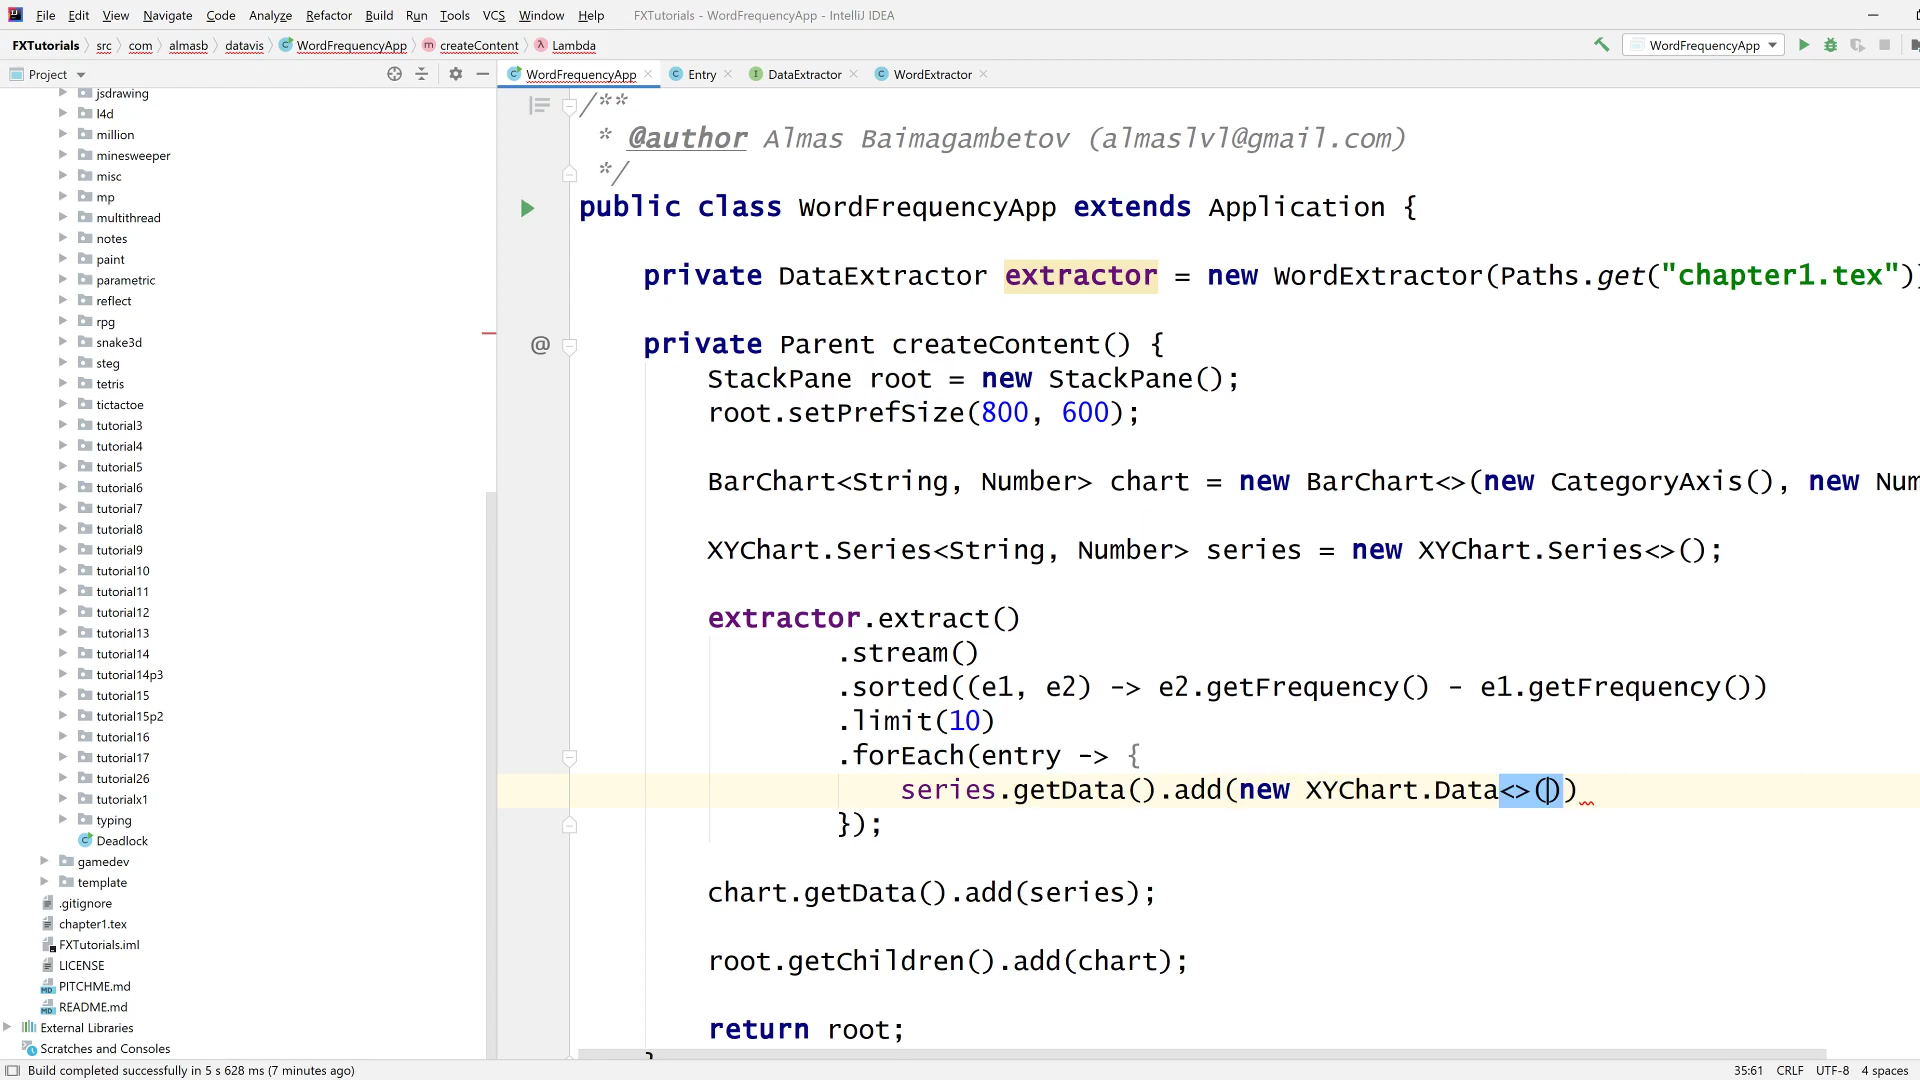 File Edit View Navigate Code Analyze Refactor Build Run Tools VCS Window Help FXTutorials - WordFrequencyApp - IntelliJ IDEA
FXTutorials src com almasb datavis WordFrequencyApp createContent Lambda WordFrequencyApp
Project
WordFrequencyApp Entry DataExtractor WordExtractor
jsdrawing
l4d
million
minesweeper
misc
mp
multithread
notes
paint
parametric
reflect
rpg
snake3d
steg
tetris
tictactoe
tutorial3
tutorial4
tutorial5
tutorial6
tutorial7
tutorial8
tutorial9
tutorial10
tutorial11
tutorial12
tutorial13
tutorial14
tutorial14p3
tutorial15
tutorial15p2
tutorial16
tutorial17
tutorial26
tutorialx1
typing
Deadlock
gamedev
template
.gitignore
chapter1.tex
FXTutorials.iml
LICENSE
PITCHME.md
README.md
External Libraries
Scratches and Consoles
/**
* @author Almas Baimagambetov (almaslvl@gmail.com)
*/
public class WordFrequencyApp extends Application {
private DataExtractor extractor = new WordExtractor(Paths.get("chapter1.tex")
private Parent createContent() {
StackPane root = new StackPane();
root.setPrefSize(800, 600);
BarChart<String, Number> chart = new BarChart<>(new CategoryAxis(), new Num
XYChart.Series<String, Number> series = new XYChart.Series<>();
extractor.extract()
.stream()
.sorted((e1, e2) -> e2.getFrequency() - e1.getFrequency())
.limit(10)
.forEach(entry -> {
series.getData().add(new XYChart.Data<>())
});
chart.getData().add(series);
root.getChildren().add(chart);
return root;
}
Build completed successfully in 5 s 628 ms (7 minutes ago) 35:61 CRLF UTF-8 4 spaces